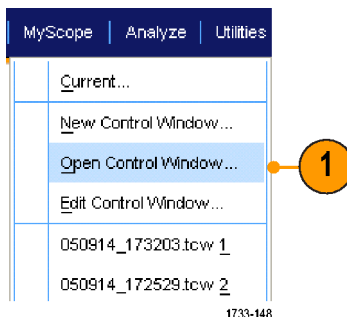 MyScope | Analyze | Utilities
Current...
New Control Window...
Open Control Window...
1
Edit Control Window...
050914_173203.tcw 1
050914_172529.tcw 2
1733-148